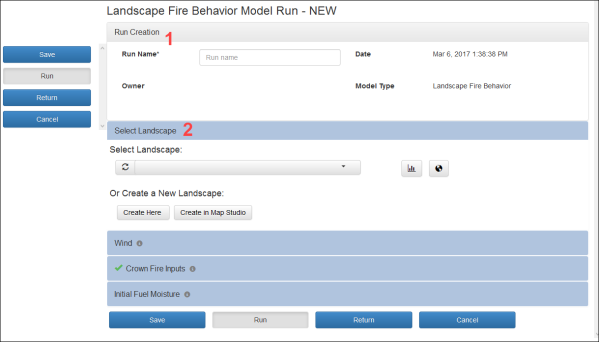 Landscape Fire Behavior Model Run - NEW
Run Creation 1
Save
Run
Return
Cancel
Run Name* Run name Date Mar 6, 2017 1:38:38 PM
Owner Model Type Landscape Fire Behavior
Select Landscape 2
Select Landscape:
Or Create a New Landscape:
Create Here Create in Map Studio
Wind
Crown Fire Inputs
Initial Fuel Moisture
Save Run Return Cancel